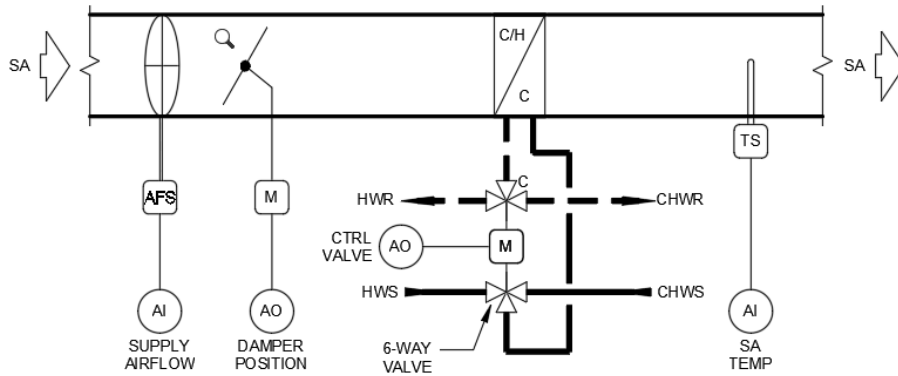 SA
C/H
C
SA
TS
AFS
M
C
HWR
CHWR
CTRL
VALVE
AO
M
HWS
CHWS
AI
AO
AI
SUPPLY
AIRFLOW
DAMPER
POSITION
6-WAY
VALVE
SA
TEMP